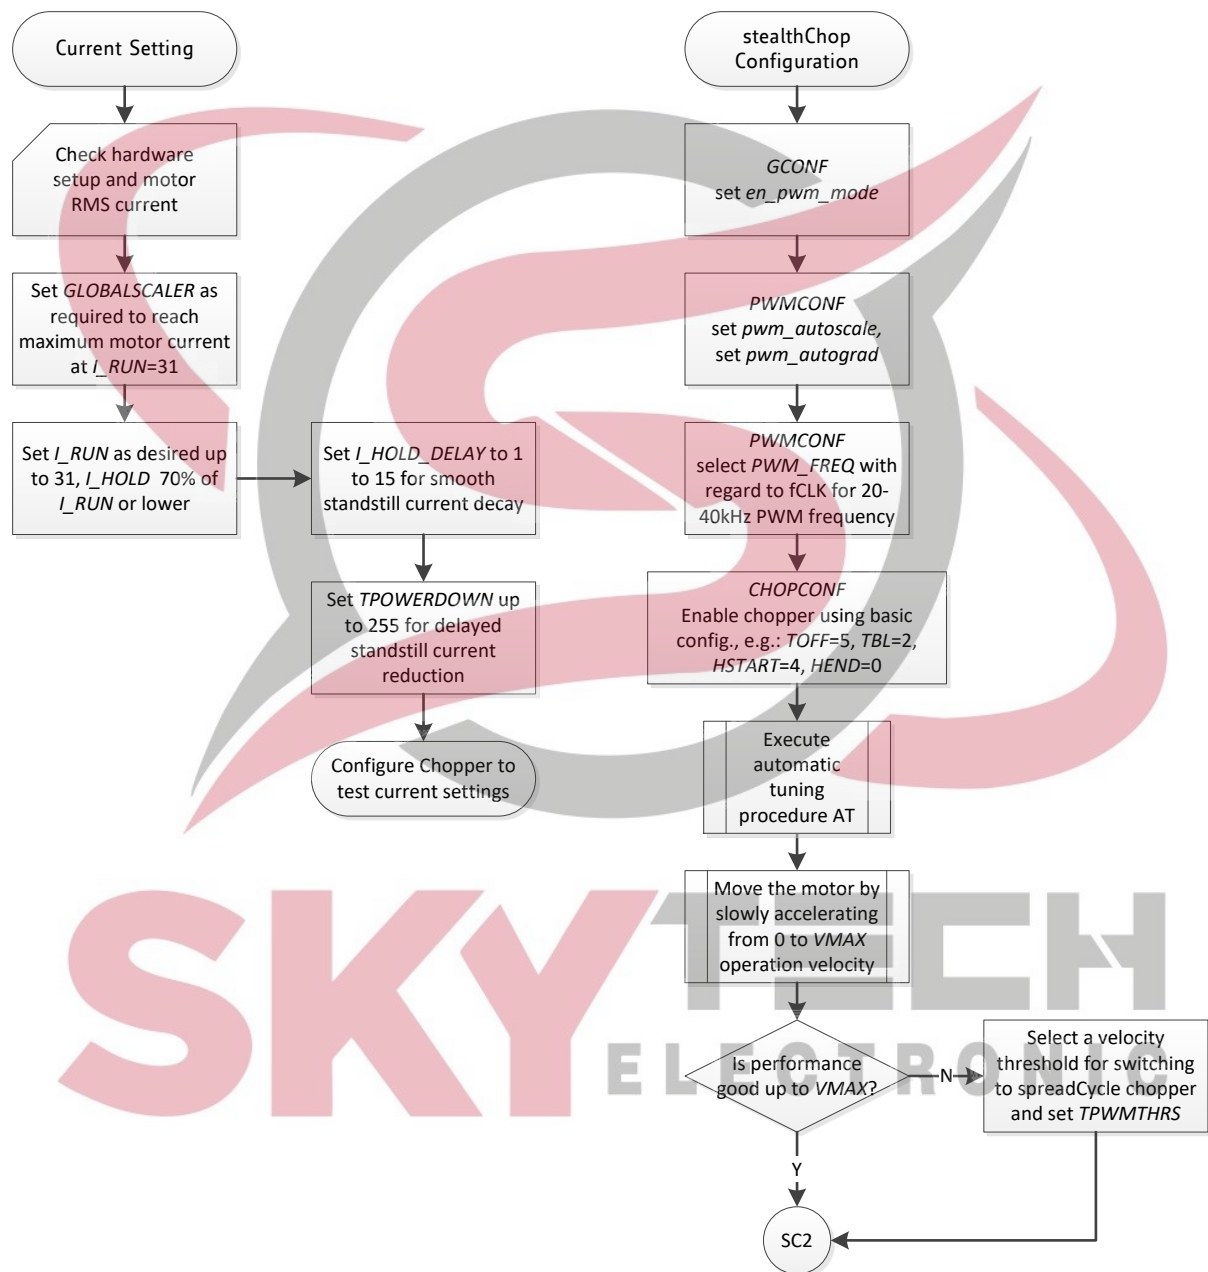 Current Setting
Check hardware
setup and motor
RMS current
Set GLOBALSCALER as
required to reach
maximum motor current
at I_RUN=31
Set I_RUN as desired up
to 31, I_HOLD 70% of
I_RUN or lower
Set I_HOLD_DELAY to 1
to 15 for smooth
standstill current decay
Set TPOWERDOWN up
to 255 for delayed
standstill current
reduction
Configure Chopper to
test current settings
stealthChop
Configuration
GCONF
set en_pwm_mode
PWMCONF
set pwm_autoscale,
set pwm_autograd
PWMCONF
select PWM_FREQ with
regard to fCLK for 20-
40kHz PWM frequency
CHOPCONF
Enable chopper using basic
config., e.g.: TOFF=5, TBL=2,
HSTART=4, HEND=0
Execute
automatic
tuning
procedure AT
Move the motor by
slowly accelerating
from 0 to VMAX
operation velocity
Is performance
good up to VMAX?
N
Select a velocity
threshold for switching
to spreadCycle chopper
and set TPWMTHRS
Y
SC2
SKYTECH
ELECTRONIC